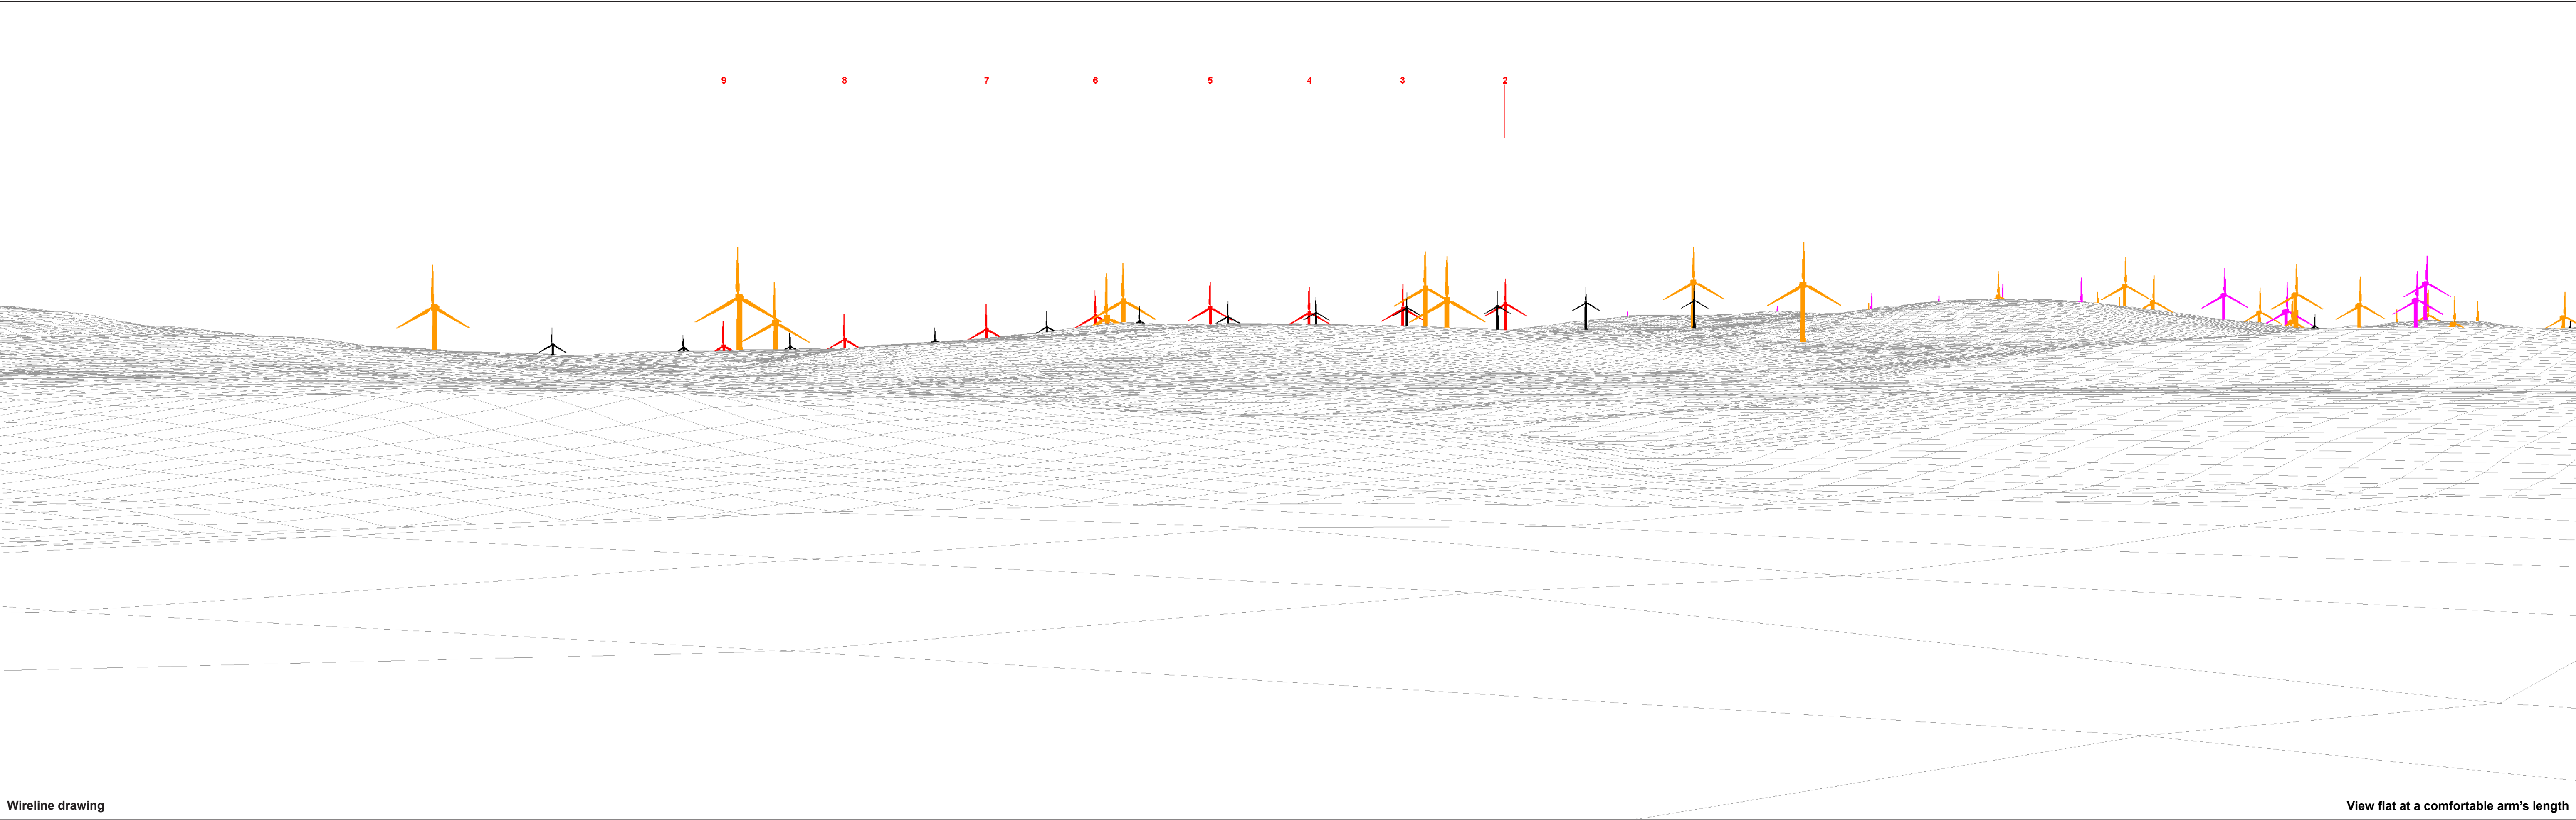 9 8 7 6 5 4 3 2
Wireline drawing
View flat at a comfortable arm's length